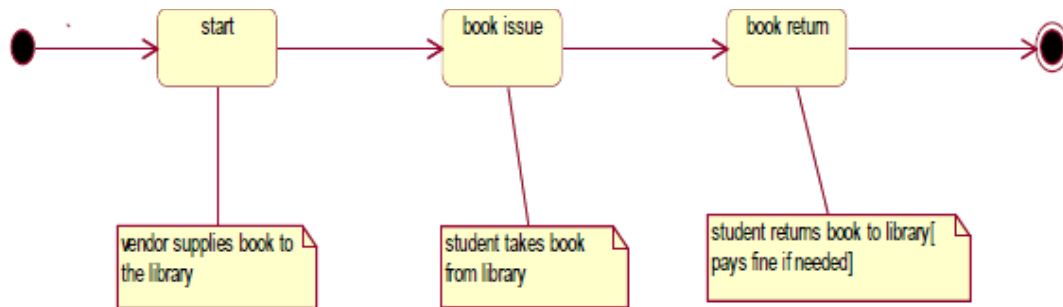 start
book issue
book return
vendor supplies book to
the library
student takes book
from library
student returns book to library[
pays fine if needed]